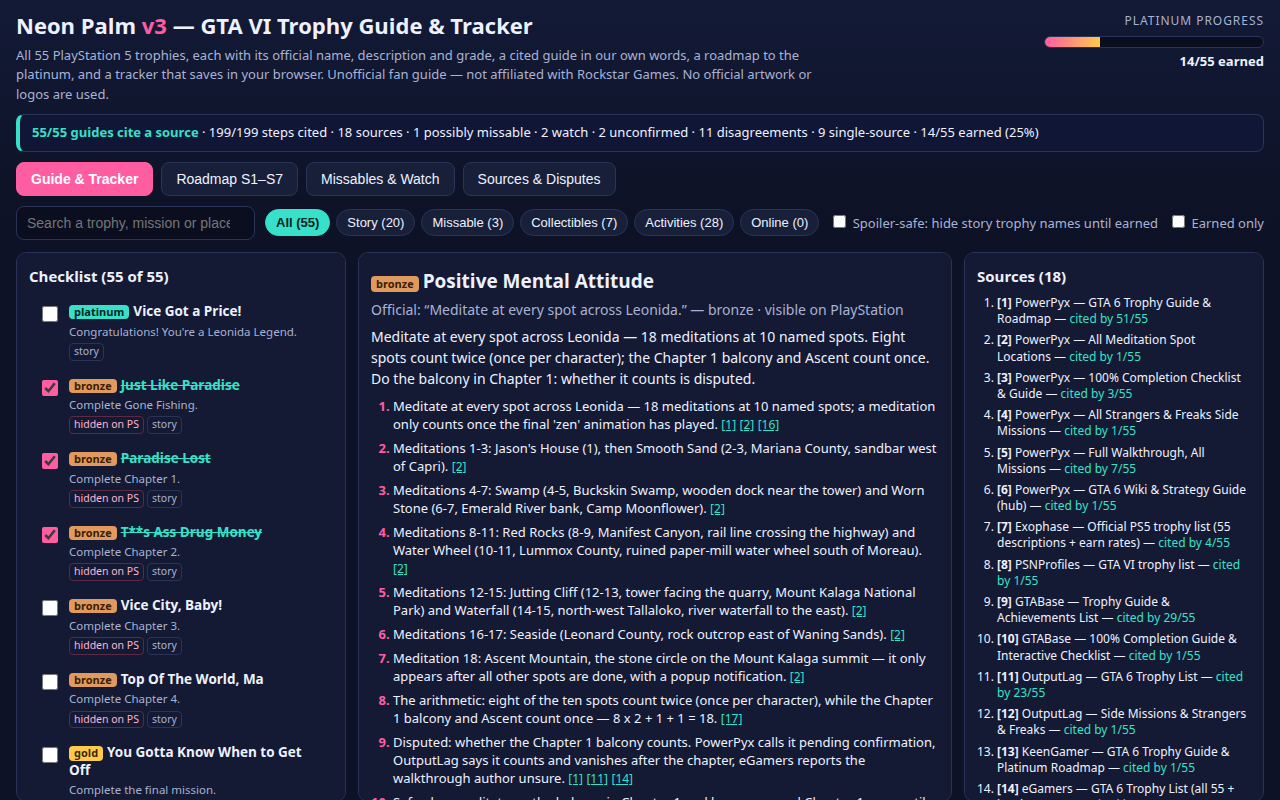 Neon Palm v3 — GTA VI Trophy Guide & Tracker
All 55 PlayStation 5 trophies, each with its official name, description and grade, a cited guide in our own words, a roadmap to the
platinum, and a tracker that saves in your browser. Unofficial fan guide — not affiliated with Rockstar Games. No official artwork or
logos are used.
PLATINUM PROGRESS
14/55 earned
55/55 guides cite a source · 199/199 steps cited · 18 sources · 1 possibly missable · 2 watch · 2 unconfirmed · 11 disagreements · 9 single-source · 14/55 earned (25%)
Guide & Tracker
Roadmap S1–S7
Missables & Watch
Sources & Disputes
Search a trophy, mission or place
All (55)
Story (20)
Missable (3)
Collectibles (7)
Activities (28)
Online (0)
Spoiler-safe: hide story trophy names until earned
Earned only
Checklist (55 of 55)
platinum Vice Got a Price!
Congratulations! You're a Leonida Legend.
story
bronze Just Like Paradise
Complete Gone Fishing.
hidden on PS story
bronze Paradise Lost
Complete Chapter 1.
hidden on PS story
bronze T**s Ass Drug Money
Complete Chapter 2.
hidden on PS story
bronze Vice City, Baby!
Complete Chapter 3.
hidden on PS story
bronze Top Of The World, Ma
Complete Chapter 4.
hidden on PS story
gold You Gotta Know When to Get
Off
Complete the final mission.
bronze Positive Mental Attitude
Official: “Meditate at every spot across Leonida.” — bronze · visible on PlayStation
Meditate at every spot across Leonida — 18 meditations at 10 named spots. Eight
spots count twice (once per character); the Chapter 1 balcony and Ascent count once.
Do the balcony in Chapter 1: whether it counts is disputed.
1. Meditate at every spot across Leonida — 18 meditations at 10 named spots; a meditation
only counts once the final 'zen' animation has played. [1] [2] [16]
2. Meditations 1-3: Jason's House (1), then Smooth Sand (2-3, Mariana County, sandbar west
of Capri). [2]
3. Meditations 4-7: Swamp (4-5, Buckskin Swamp, wooden dock near the tower) and Worn
Stone (6-7, Emerald River bank, Camp Moonflower). [2]
4. Meditations 8-11: Red Rocks (8-9, Manifest Canyon, rail line crossing the highway) and
Water Wheel (10-11, Lummox County, ruined paper-mill water wheel south of Moreau).
[2]
5. Meditations 12-15: Jutting Cliff (12-13, tower facing the quarry, Mount Kalaga National
Park) and Waterfall (14-15, north-west Tallaloko, river waterfall to the east). [2]
6. Meditations 16-17: Seaside (Leonard County, rock outcrop east of Waning Sands). [2]
7. Meditation 18: Ascent Mountain, the stone circle on the Mount Kalaga summit — it only
appears after all other spots are done, with a popup notification. [2]
8. The arithmetic: eight of the ten spots count twice (once per character), while the Chapter
1 balcony and Ascent count once — 8 x 2 + 1 + 1 = 18. [17]
9. Disputed: whether the Chapter 1 balcony counts. PowerPyx calls it pending confirmation,
OutputLag says it counts and vanishes after the chapter, eGamers reports the
walkthrough author unsure. [1] [11] [14]
Sources (18)
1. [1] PowerPyx — GTA 6 Trophy Guide &
Roadmap — cited by 51/55
2. [2] PowerPyx — All Meditation Spot
Locations — cited by 1/55
3. [3] PowerPyx — 100% Completion Checklist
& Guide — cited by 3/55
4. [4] PowerPyx — All Strangers & Freaks Side
Missions — cited by 1/55
5. [5] PowerPyx — Full Walkthrough, All
Missions — cited by 7/55
6. [6] PowerPyx — GTA 6 Wiki & Strategy Guide
(hub) — cited by 1/55
7. [7] Exophase — Official PS5 trophy list (55
descriptions + earn rates) — cited by 4/55
8. [8] PSNProfiles — GTA VI trophy list — cited
by 1/55
9. [9] GTABase — Trophy Guide &
Achievements List — cited by 29/55
10. [10] GTABase — 100% Completion Guide &
Interactive Checklist — cited by 1/55
11. [11] OutputLag — GTA 6 Trophy List — cited
by 23/55
12. [12] OutputLag — Side Missions & Strangers
& Freaks — cited by 1/55
13. [13] KeenGamer — GTA 6 Trophy Guide &
Platinum Roadmap — cited by 1/55
14. [14] eGamers — GTA 6 Trophy List (all 55 +